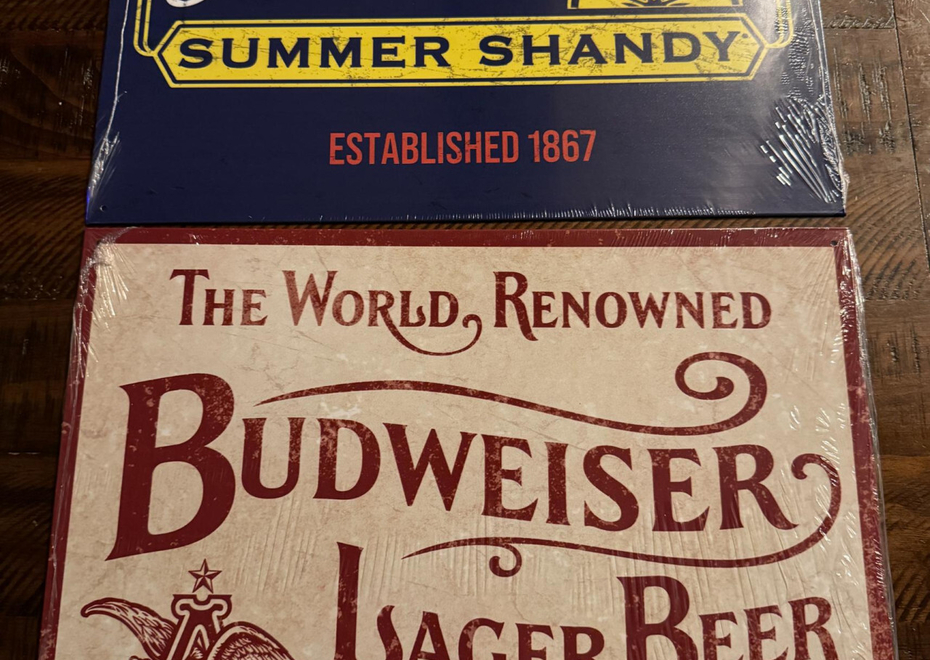 SUMMER SHANDY
ESTABLISHED 1867
THE WORLD RENOWNED
BUDWEISER
LAGER BEER
A